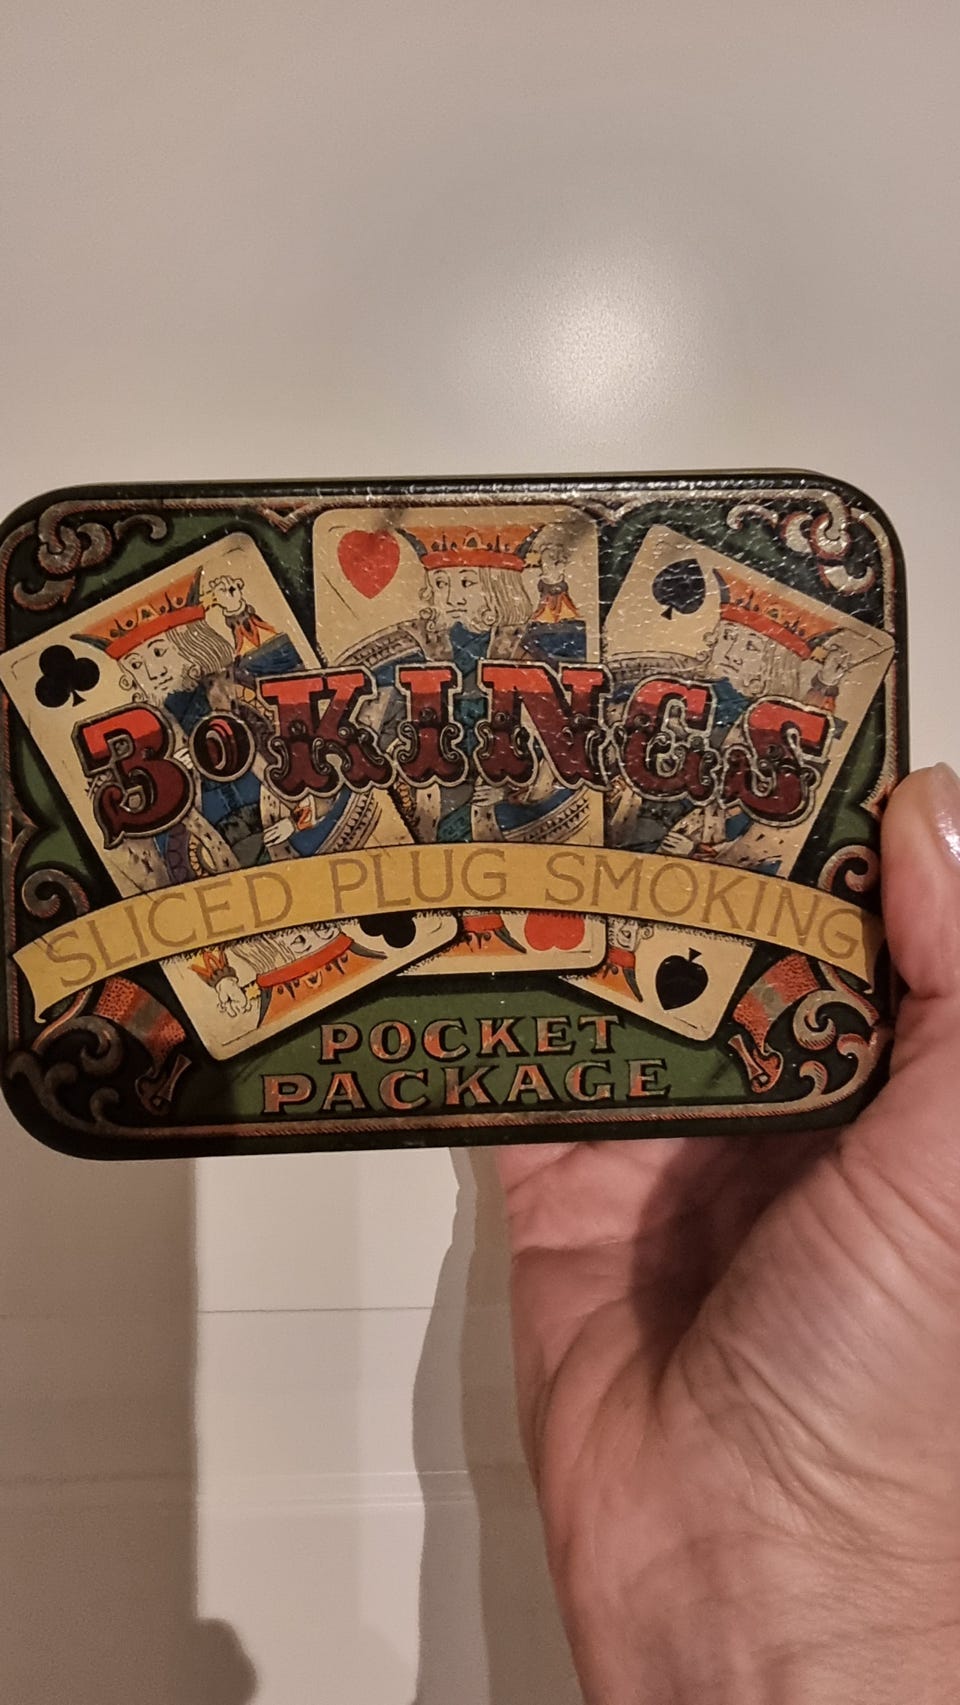 3•KINGS
SLICED PLUG SMOKING
POCKET
PACKAGE